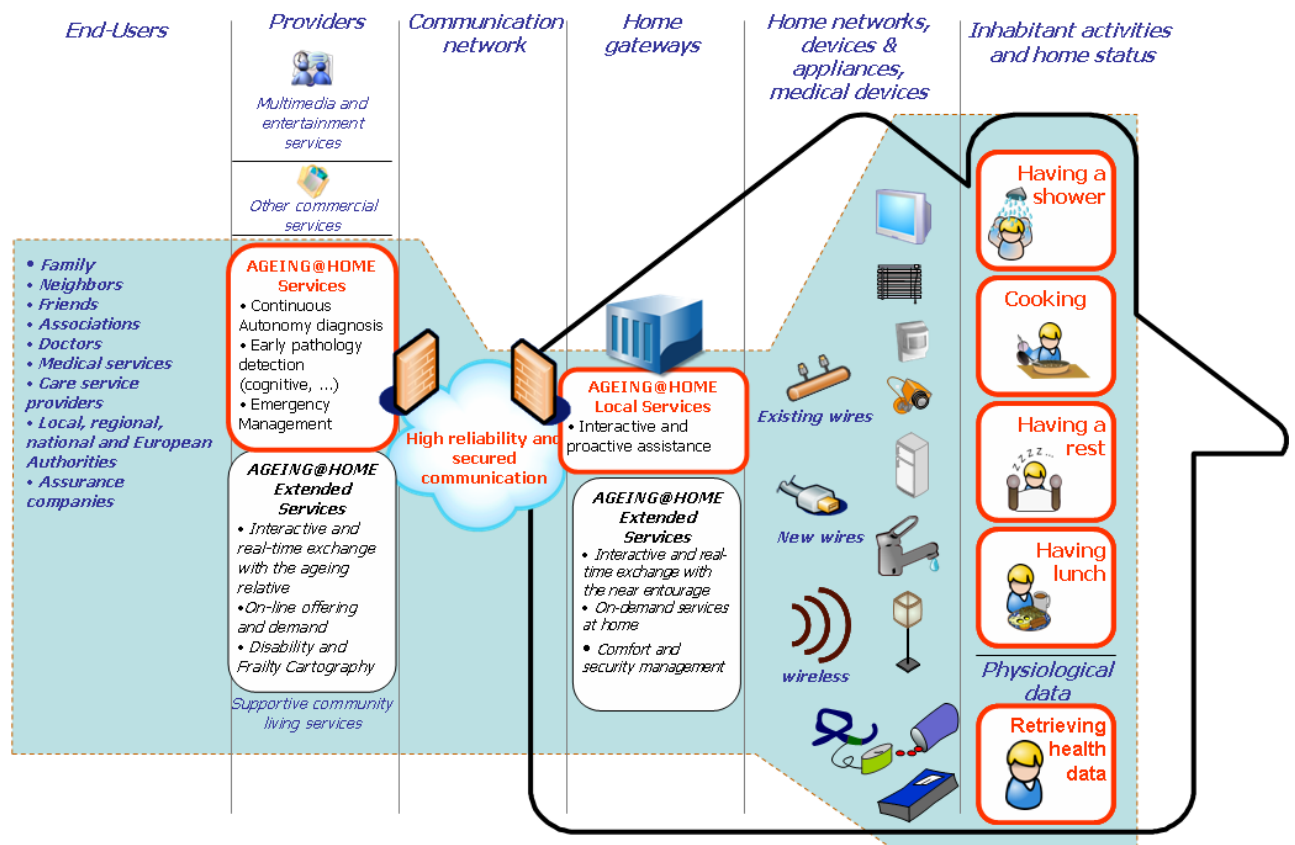 End-Users
Providers
Communication
network
Home
gateways
Home networks,
devices &
appliances,
medical devices
Inhabitant activities
and home status
Multimedia and
entertainment
services
Other commercial
services
• Family
• Neighbors
• Friends
• Associations
• Doctors
• Medical services
• Care service
providers
• Local, regional,
national and European
Authorities
• Assurance
companies
AGEING@HOME
Services
• Continuous
Autonomy diagnosis
• Early pathology
detection
(cognitive, ...)
• Emergency
Management
AGEING@HOME
Extended
Services
• Interactive and
real-time exchange
with the ageing
relative
•On-line offering
and demand
• Disability and
Frailty Cartography
Supportive community
living services
High reliability and
secured
communication
AGEING@HOME
Local Services
• Interactive and
proactive assistance
AGEING@HOME
Extended
Services
• Interactive and real-
time exchange with
the near entourage
• On-demand services
at home
• Comfort and
security management
Existing wires
New wires
wireless
Having a
shower
Cooking
Having a
rest
zzzz...
Having
lunch
Physiological
data
Retrieving
health
data